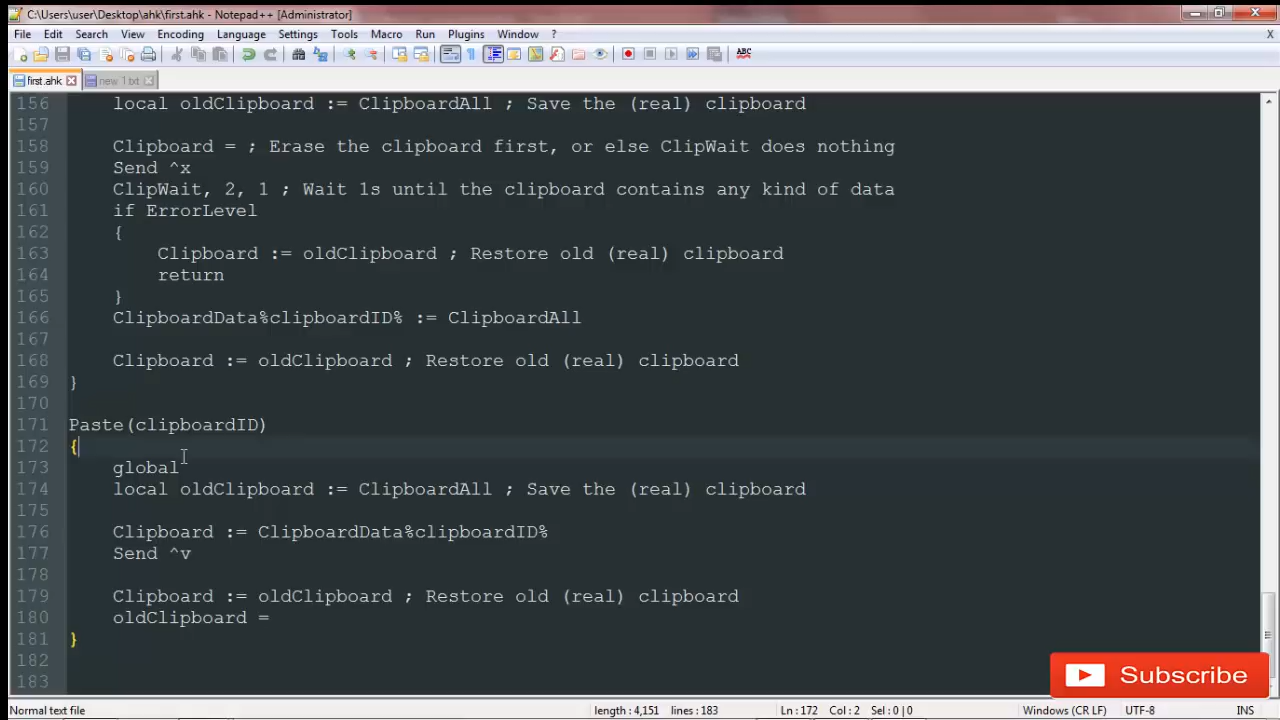 C:\Users\user\Desktop\ahk\first.ahk - Notepad++ [Administrator]
File Edit Search View Encoding Language Settings Tools Macro Run Plugins Window ? X
ABC
first.ahk new 1.txt
156 local oldClipboard := ClipboardAll ; Save the (real) clipboard
157
158 Clipboard = ; Erase the clipboard first, or else ClipWait does nothing
159 Send ^x
160 ClipWait, 2, 1 ; Wait 1s until the clipboard contains any kind of data
161 if ErrorLevel
162 {
163 Clipboard := oldClipboard ; Restore old (real) clipboard
164 return
165 }
166 ClipboardData%clipboardID% := ClipboardAll
167
168 Clipboard := oldClipboard ; Restore old (real) clipboard
169 }
170
171 Paste(clipboardID)
172 {
173 global
174 local oldClipboard := ClipboardAll ; Save the (real) clipboard
175
176 Clipboard := ClipboardData%clipboardID%
177 Send ^v
178
179 Clipboard := oldClipboard ; Restore old (real) clipboard
180 oldClipboard =
181 }
182
183
Subscribe
Normal text file length : 4,151 lines : 183 Ln : 172 Col : 2 Sel : 0 | 0 Windows (CR LF) UTF-8 INS